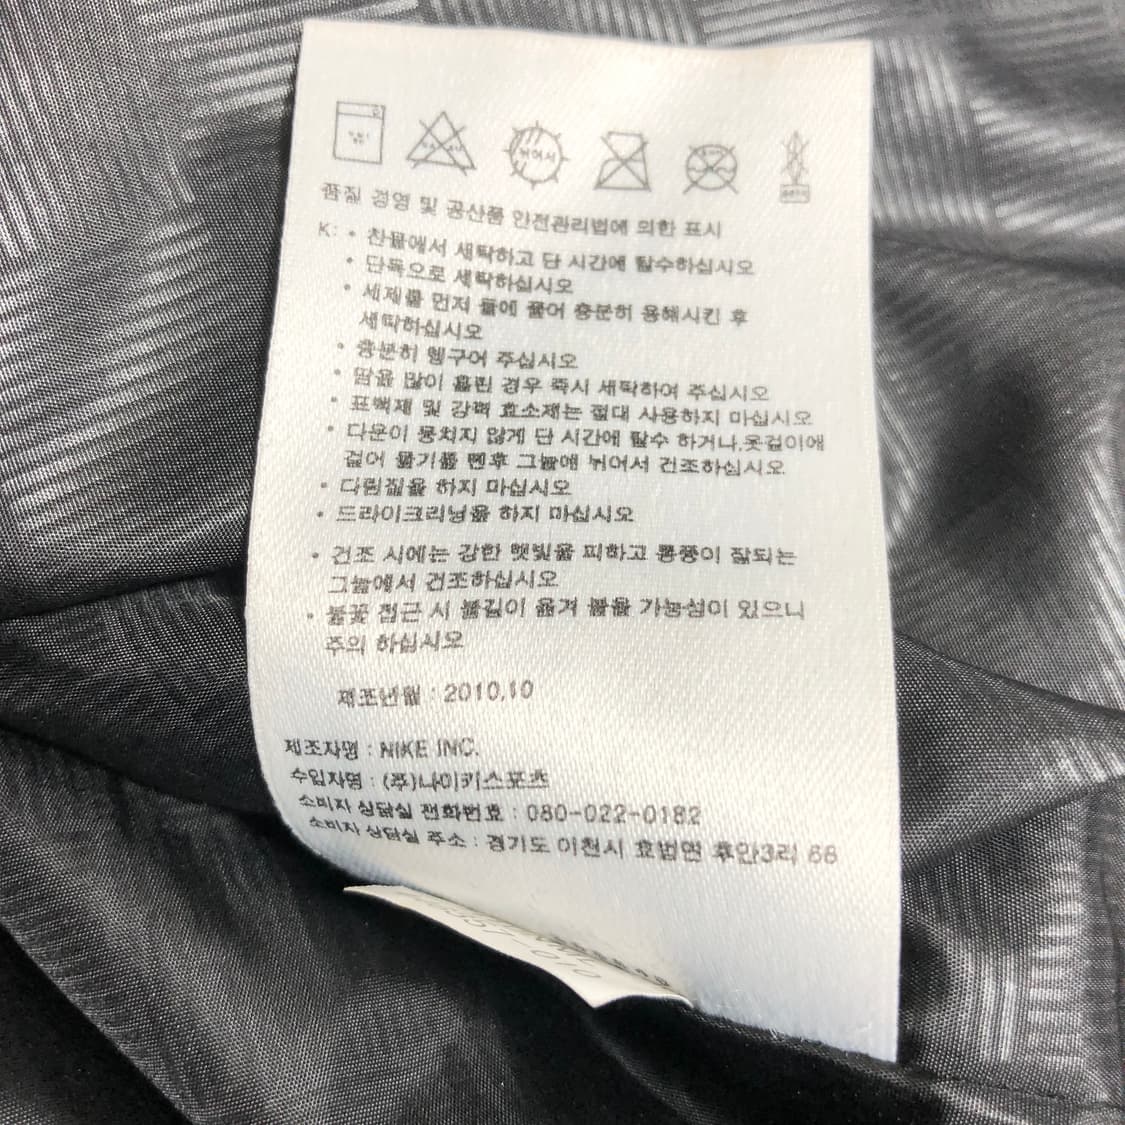 뉘어서
품질 경영 및 공산품 안전관리법에 의한 표시
K: • 찬물에서 세탁하고 단 시간에 탈수하십시오
• 단독으로 세탁하십시오
• 세제를 먼저 물에 풀어 충분히 용해시킨 후
세탁하십시오
• 충분히 헹구어 주십시오
• 땀을 많이 흘린 경우 즉시 세탁하여 주십시오
• 표백제 및 강력 효소제는 절대 사용하지 마십시오
• 다운이 뭉치지 않게 단 시간에 탈수 하거나,옷걸이에
걸어 물기를 뺀후 그늘에 뉘어서 건조하십시오
• 다림질을 하지 마십시오
• 드라이크리닝을 하지 마십시오
• 건조 시에는 강한 햇빛을 피하고 통풍이 잘되는
그늘에서 건조하십시오
• 불꽃 접근 시 불길이 옮겨 붙을 가능성이 있으니
주의 하십시오
제조년월 : 2010.10
제조자명 : NIKE INC.
수입자명 : (주)나이키스포츠
소비자 상담실 전화번호 : 080-022-0182
소비자 상담실 주소 : 경기도 이천시 호법면 후안3리 66